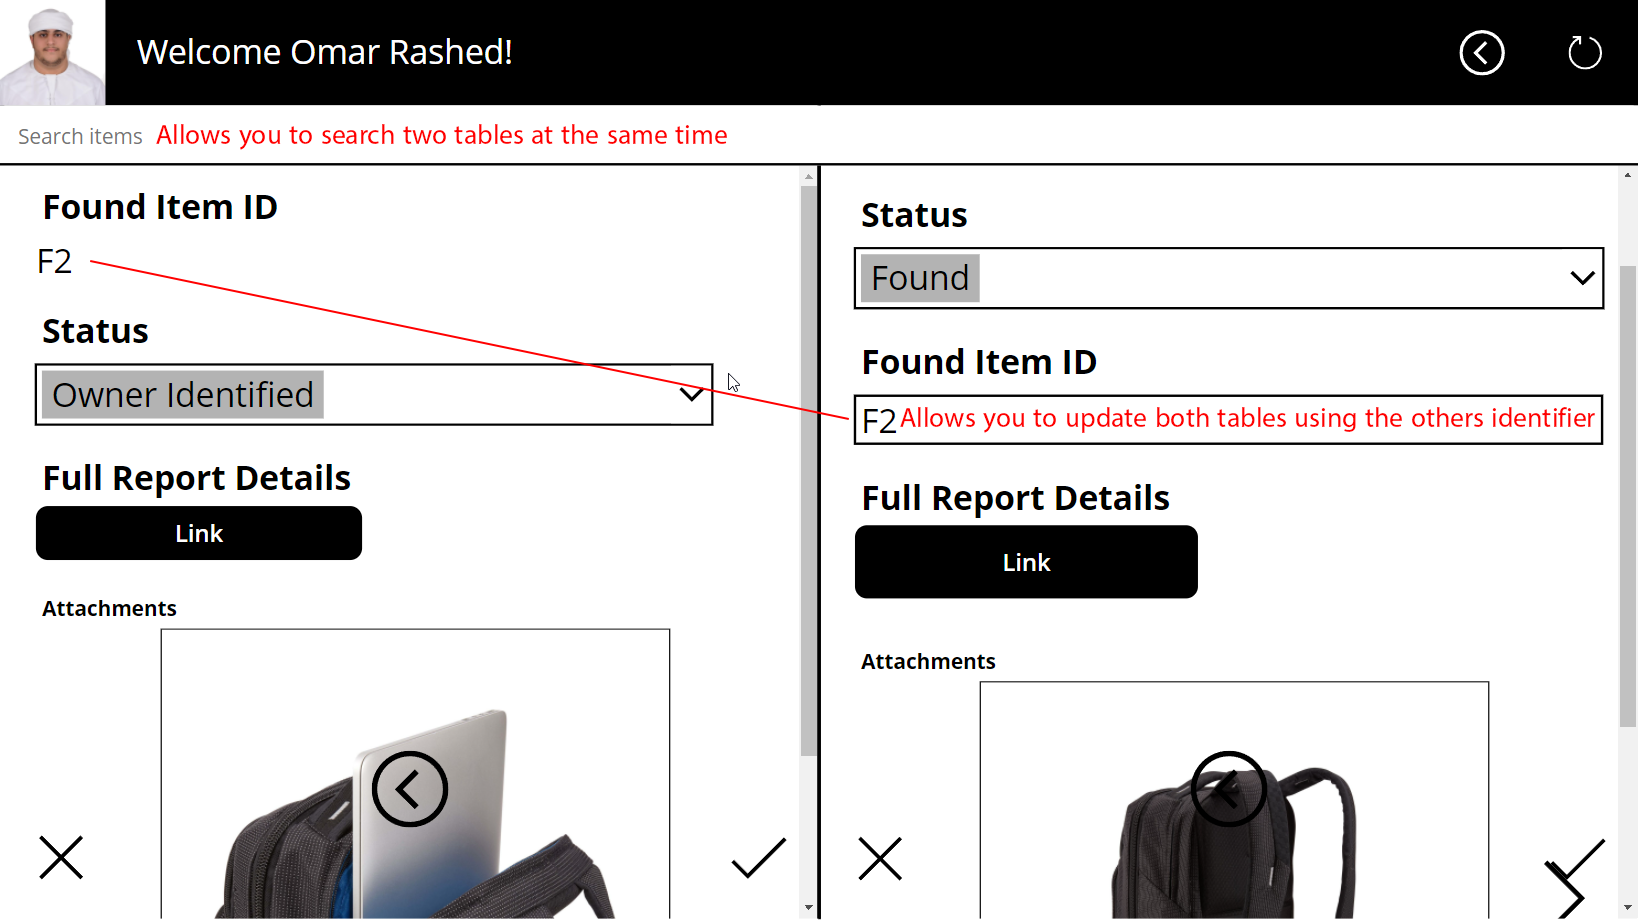 Welcome Omar Rashed!
Search items Allows you to search two tables at the same time
Found Item ID
F2
Status
Owner Identified
Full Report Details
Link
Attachments
Status
Found
Found Item ID
F2 Allows you to update both tables using the others identifier
Full Report Details
Link
Attachments